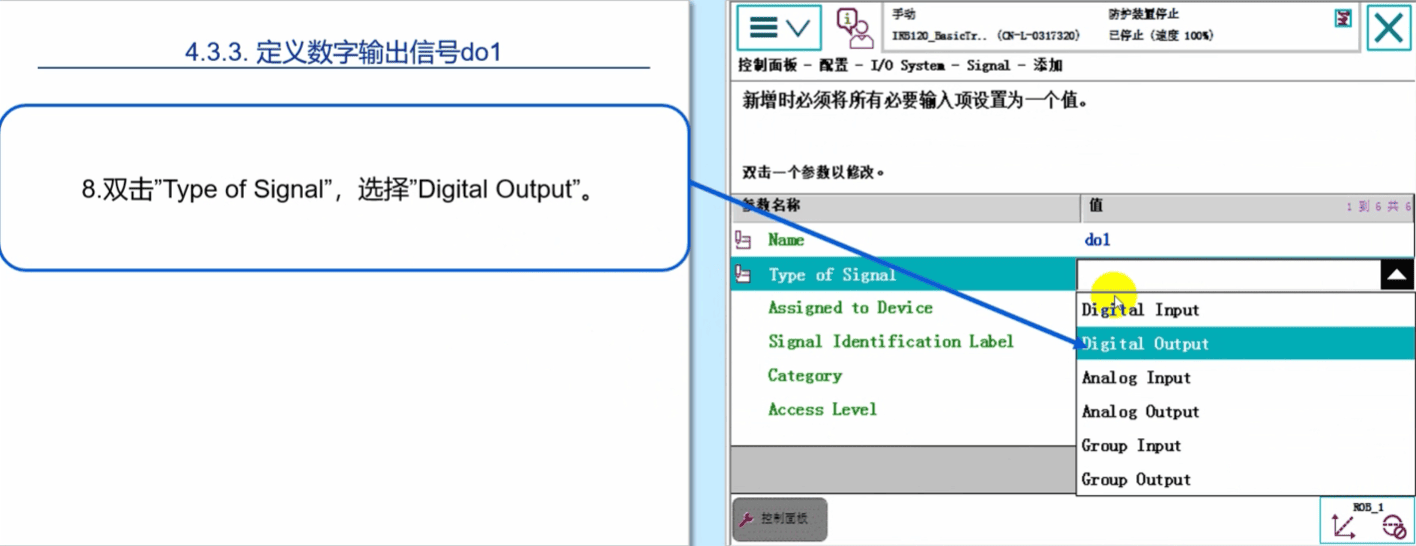 4.3.3. 定义数字输出信号do1
8.双击”Type of Signal”，选择”Digital Output”。
手动
防护装置停止
IRB120_BasicTr.. (CN-L-0317320)
已停止 (速度 100%)
控制面板 - 配置 - I/O System - Signal - 添加
新增时必须将所有必要输入项设置为一个值。
双击一个参数以修改。
参数名称
值
1 到 6 共 6
Name
do1
Type of Signal
Assigned to Device
Signal Identification Label
Category
Access Level
Digital Input
Digital Output
Analog Input
Analog Output
Group Input
Group Output
控制面板
ROB_1